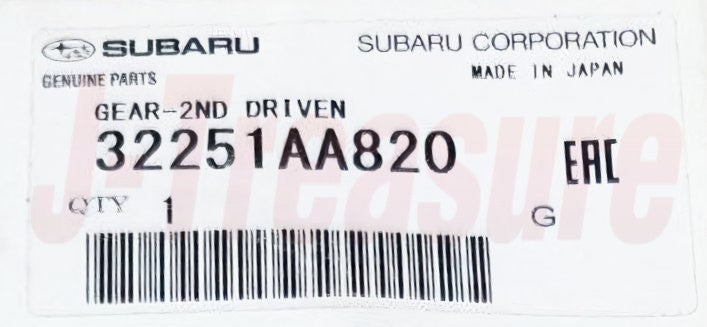 SUBARU SUBARU CORPORATION
GENUINE PARTS MADE IN JAPAN
GEAR-2ND DRIVEN
32251AA820
EAC
QTY 1 G
J-Treasure